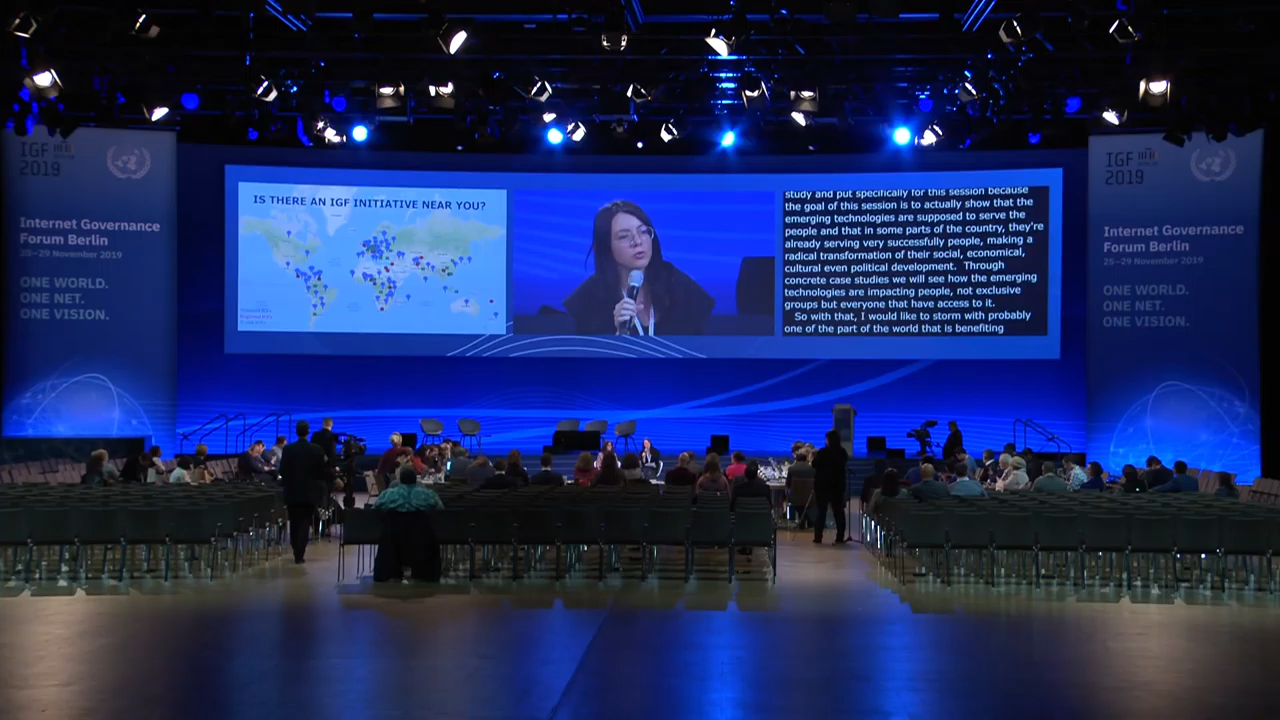 IGF
2019
Internet Governance
Forum Berlin
25–29 November 2019
ONE WORLD.
ONE NET.
ONE VISION.
IS THERE AN IGF INITIATIVE NEAR YOU?
study and put specifically for this session because
the goal of this session is to actually show that the
emerging technologies are supposed to serve the
people and that in some parts of the country, they're
already serving very successfully people, making a
radical transformation of their social, economical,
cultural even political development.  Through
concrete case studies we will see how the emerging
technologies are impacting people, not exclusive
groups but everyone that have access to it.
So with that, I would like to storm with probably
one of the part of the world that is benefiting
IGF
2019
Internet Governance
Forum Berlin
25–29 November 2019
ONE WORLD.
ONE NET.
ONE VISION.